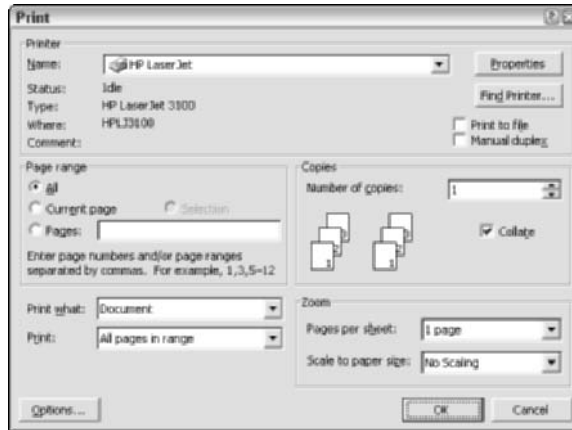 Print
Printer
Name: HP LaserJet
Properties
Status: Idle
Type: HP LaserJet 3100
Where: HPLJ3100
Comment:
Find Printer...
Print to file
Manual duplex
Page range
All
Current page Selection
Pages:
Enter page numbers and/or page ranges
separated by commas. For example, 1,3,5-12
Copies
Number of copies: 1
Collate
Print what: Document
Print: All pages in range
Zoom
Pages per sheet: 1 page
Scale to paper size: No Scaling
Options...
OK
Cancel